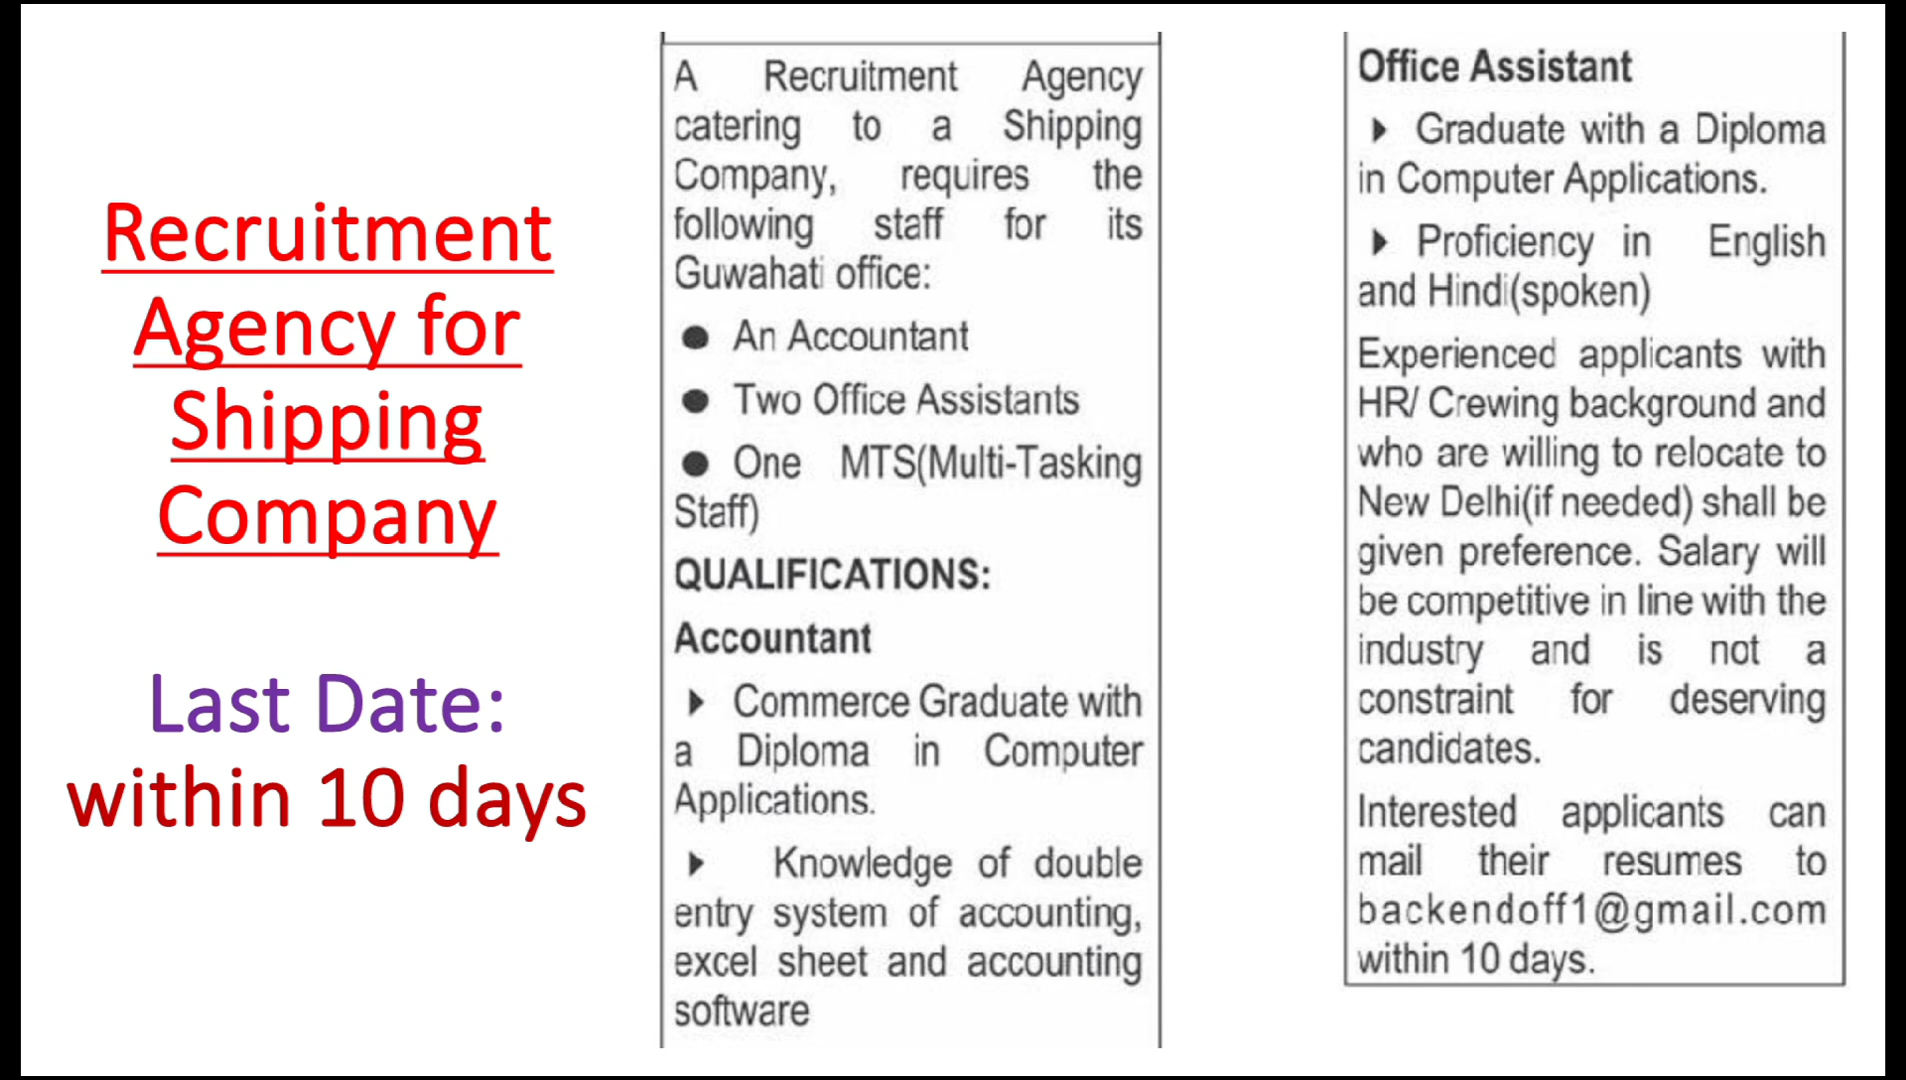 Recruitment
Agency for
Shipping
Company
Last Date:
within 10 days
A Recruitment Agency
catering to a Shipping
Company, requires the
following staff for its
Guwahati office:
● An Accountant
● Two Office Assistants
● One MTS(Multi-Tasking
Staff)
QUALIFICATIONS:
Accountant
▶ Commerce Graduate with
a Diploma in Computer
Applications.
▶ Knowledge of double
entry system of accounting,
excel sheet and accounting
software
Office Assistant
▶ Graduate with a Diploma
in Computer Applications.
▶ Proficiency in English
and Hindi(spoken)
Experienced applicants with
HR/ Crewing background and
who are willing to relocate to
New Delhi(if needed) shall be
given preference. Salary will
be competitive in line with the
industry and is not a
constraint for deserving
candidates.
Interested applicants can
mail their resumes to
backendoff1@gmail.com
within 10 days.